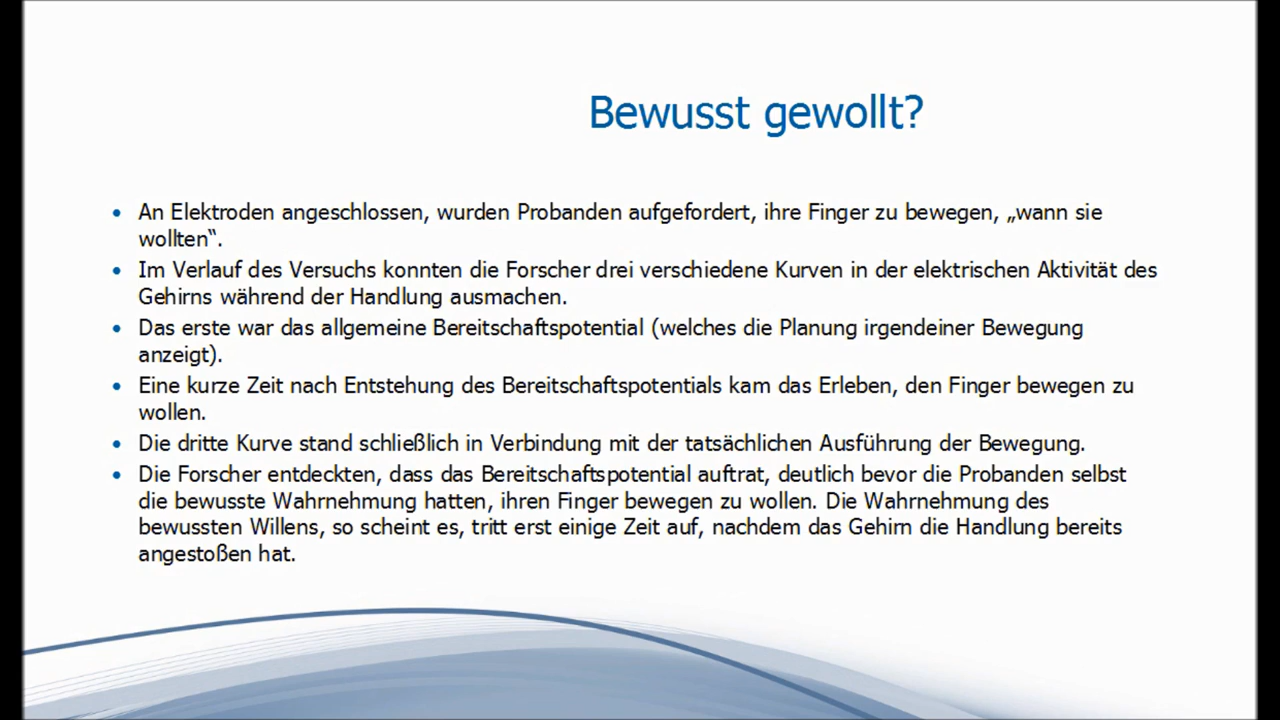 Bewusst gewollt?
• An Elektroden angeschlossen, wurden Probanden aufgefordert, ihre Finger zu bewegen, „wann sie
wollten“.
• Im Verlauf des Versuchs konnten die Forscher drei verschiedene Kurven in der elektrischen Aktivität des
Gehirns während der Handlung ausmachen.
• Das erste war das allgemeine Bereitschaftspotential (welches die Planung irgendeiner Bewegung
anzeigt).
• Eine kurze Zeit nach Entstehung des Bereitschaftspotentials kam das Erleben, den Finger bewegen zu
wollen.
• Die dritte Kurve stand schließlich in Verbindung mit der tatsächlichen Ausführung der Bewegung.
• Die Forscher entdeckten, dass das Bereitschaftspotential auftrat, deutlich bevor die Probanden selbst
die bewusste Wahrnehmung hatten, ihren Finger bewegen zu wollen. Die Wahrnehmung des
bewussten Willens, so scheint es, tritt erst einige Zeit auf, nachdem das Gehirn die Handlung bereits
angestoßen hat.